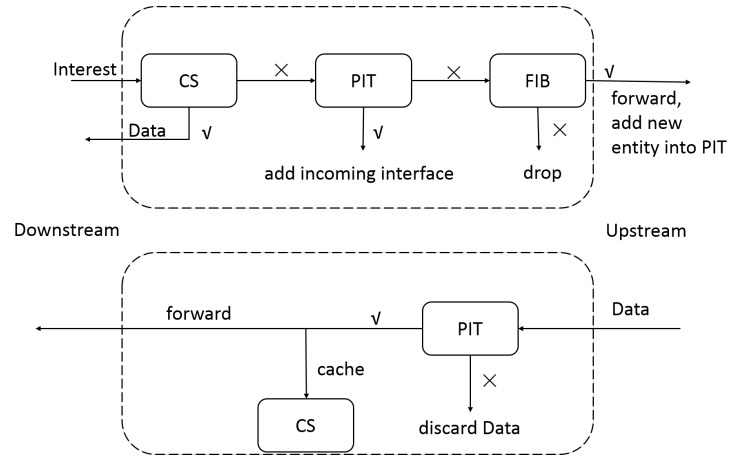 Interest
CS
×
PIT
×
FIB
√
forward,
add new
entity into PIT
Data
√
√
×
add incoming interface
drop
Downstream
Upstream
forward
√
PIT
Data
cache
×
CS
discard Data